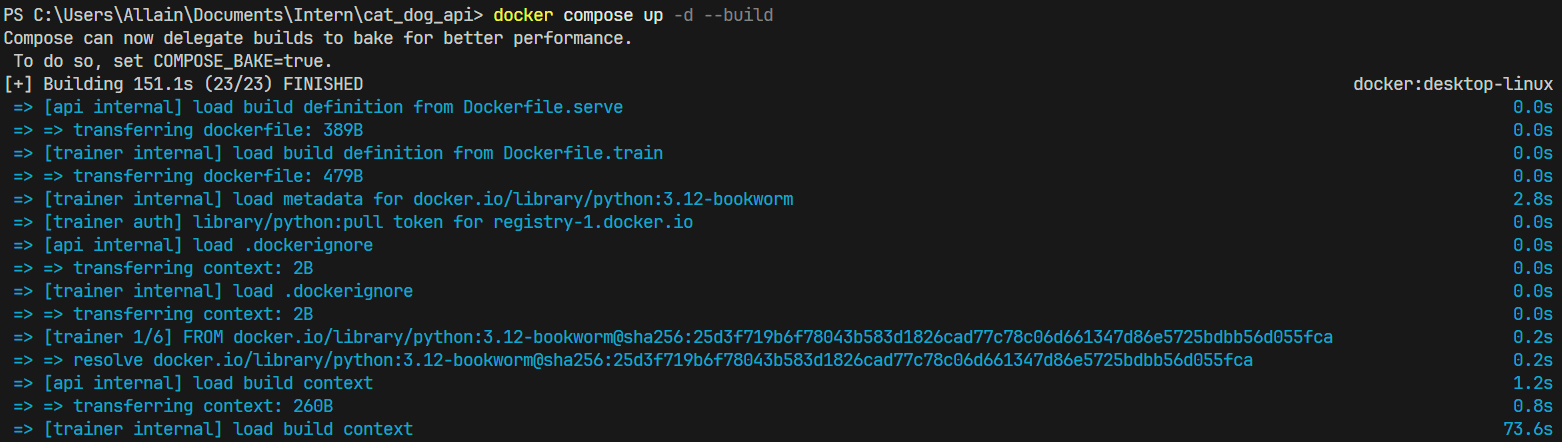 PS C:\Users\Allain\Documents\Intern\cat_dog_api> docker compose up -d --build
Compose can now delegate builds to bake for better performance.
 To do so, set COMPOSE_BAKE=true.
[+] Building 151.1s (23/23) FINISHED docker:desktop-linux
 => [api internal] load build definition from Dockerfile.serve 0.0s
 => => transferring dockerfile: 389B 0.0s
 => [trainer internal] load build definition from Dockerfile.train 0.0s
 => => transferring dockerfile: 479B 0.0s
 => [trainer internal] load metadata for docker.io/library/python:3.12-bookworm 2.8s
 => [trainer auth] library/python:pull token for registry-1.docker.io 0.0s
 => [api internal] load .dockerignore 0.0s
 => => transferring context: 2B 0.0s
 => [trainer internal] load .dockerignore 0.0s
 => => transferring context: 2B 0.0s
 => [trainer 1/6] FROM docker.io/library/python:3.12-bookworm@sha256:25d3f719b6f78043b583d1826cad77c78c06d661347d86e5725bdbb56d055fca 0.2s
 => => resolve docker.io/library/python:3.12-bookworm@sha256:25d3f719b6f78043b583d1826cad77c78c06d661347d86e5725bdbb56d055fca 0.2s
 => [api internal] load build context 1.2s
 => => transferring context: 260B 0.8s
 => [trainer internal] load build context 73.6s